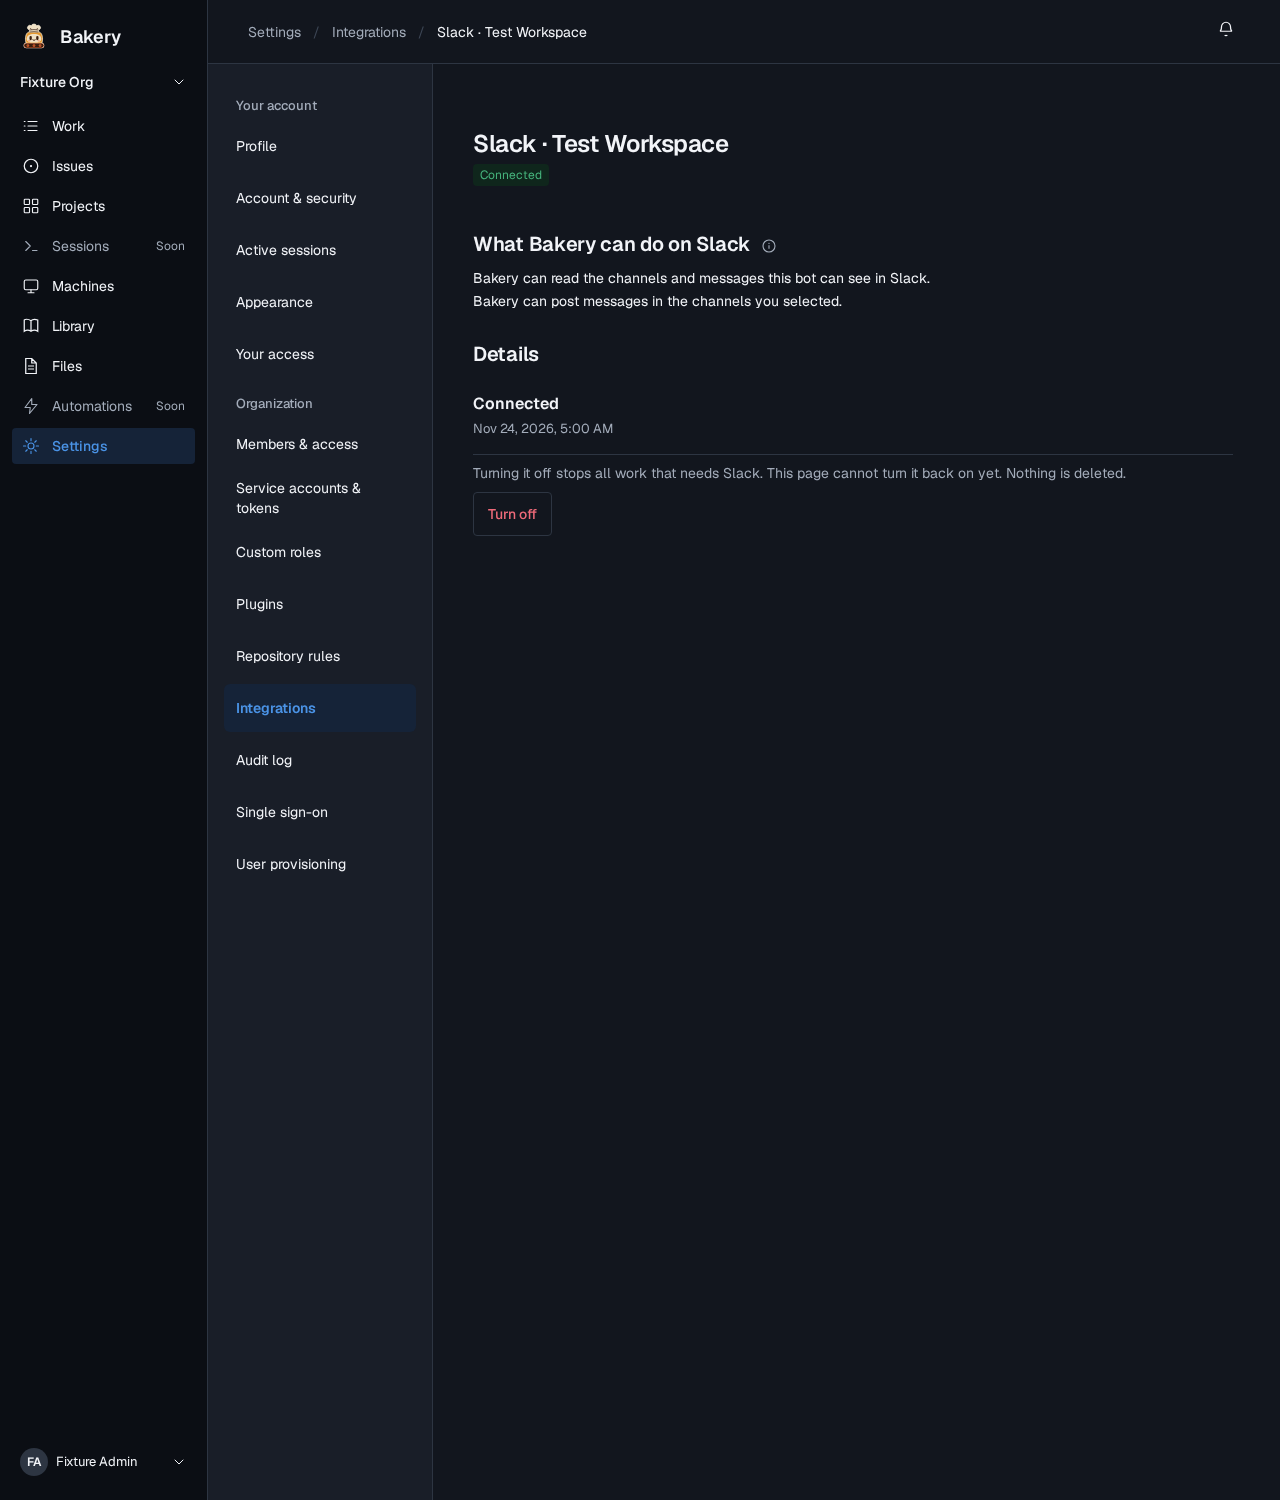 Bakery
Fixture Org
Work
Issues
Projects
Sessions Soon
Machines
Library
Files
Automations Soon
Settings
FA Fixture Admin
Settings / Integrations / Slack · Test Workspace
Your account
Profile
Account & security
Active sessions
Appearance
Your access
Organization
Members & access
Service accounts &
tokens
Custom roles
Plugins
Repository rules
Integrations
Audit log
Single sign-on
User provisioning
Slack · Test Workspace
Connected
What Bakery can do on Slack
Bakery can read the channels and messages this bot can see in Slack.
Bakery can post messages in the channels you selected.
Details
Connected
Nov 24, 2026, 5:00 AM
Turning it off stops all work that needs Slack. This page cannot turn it back on yet. Nothing is deleted.
Turn off